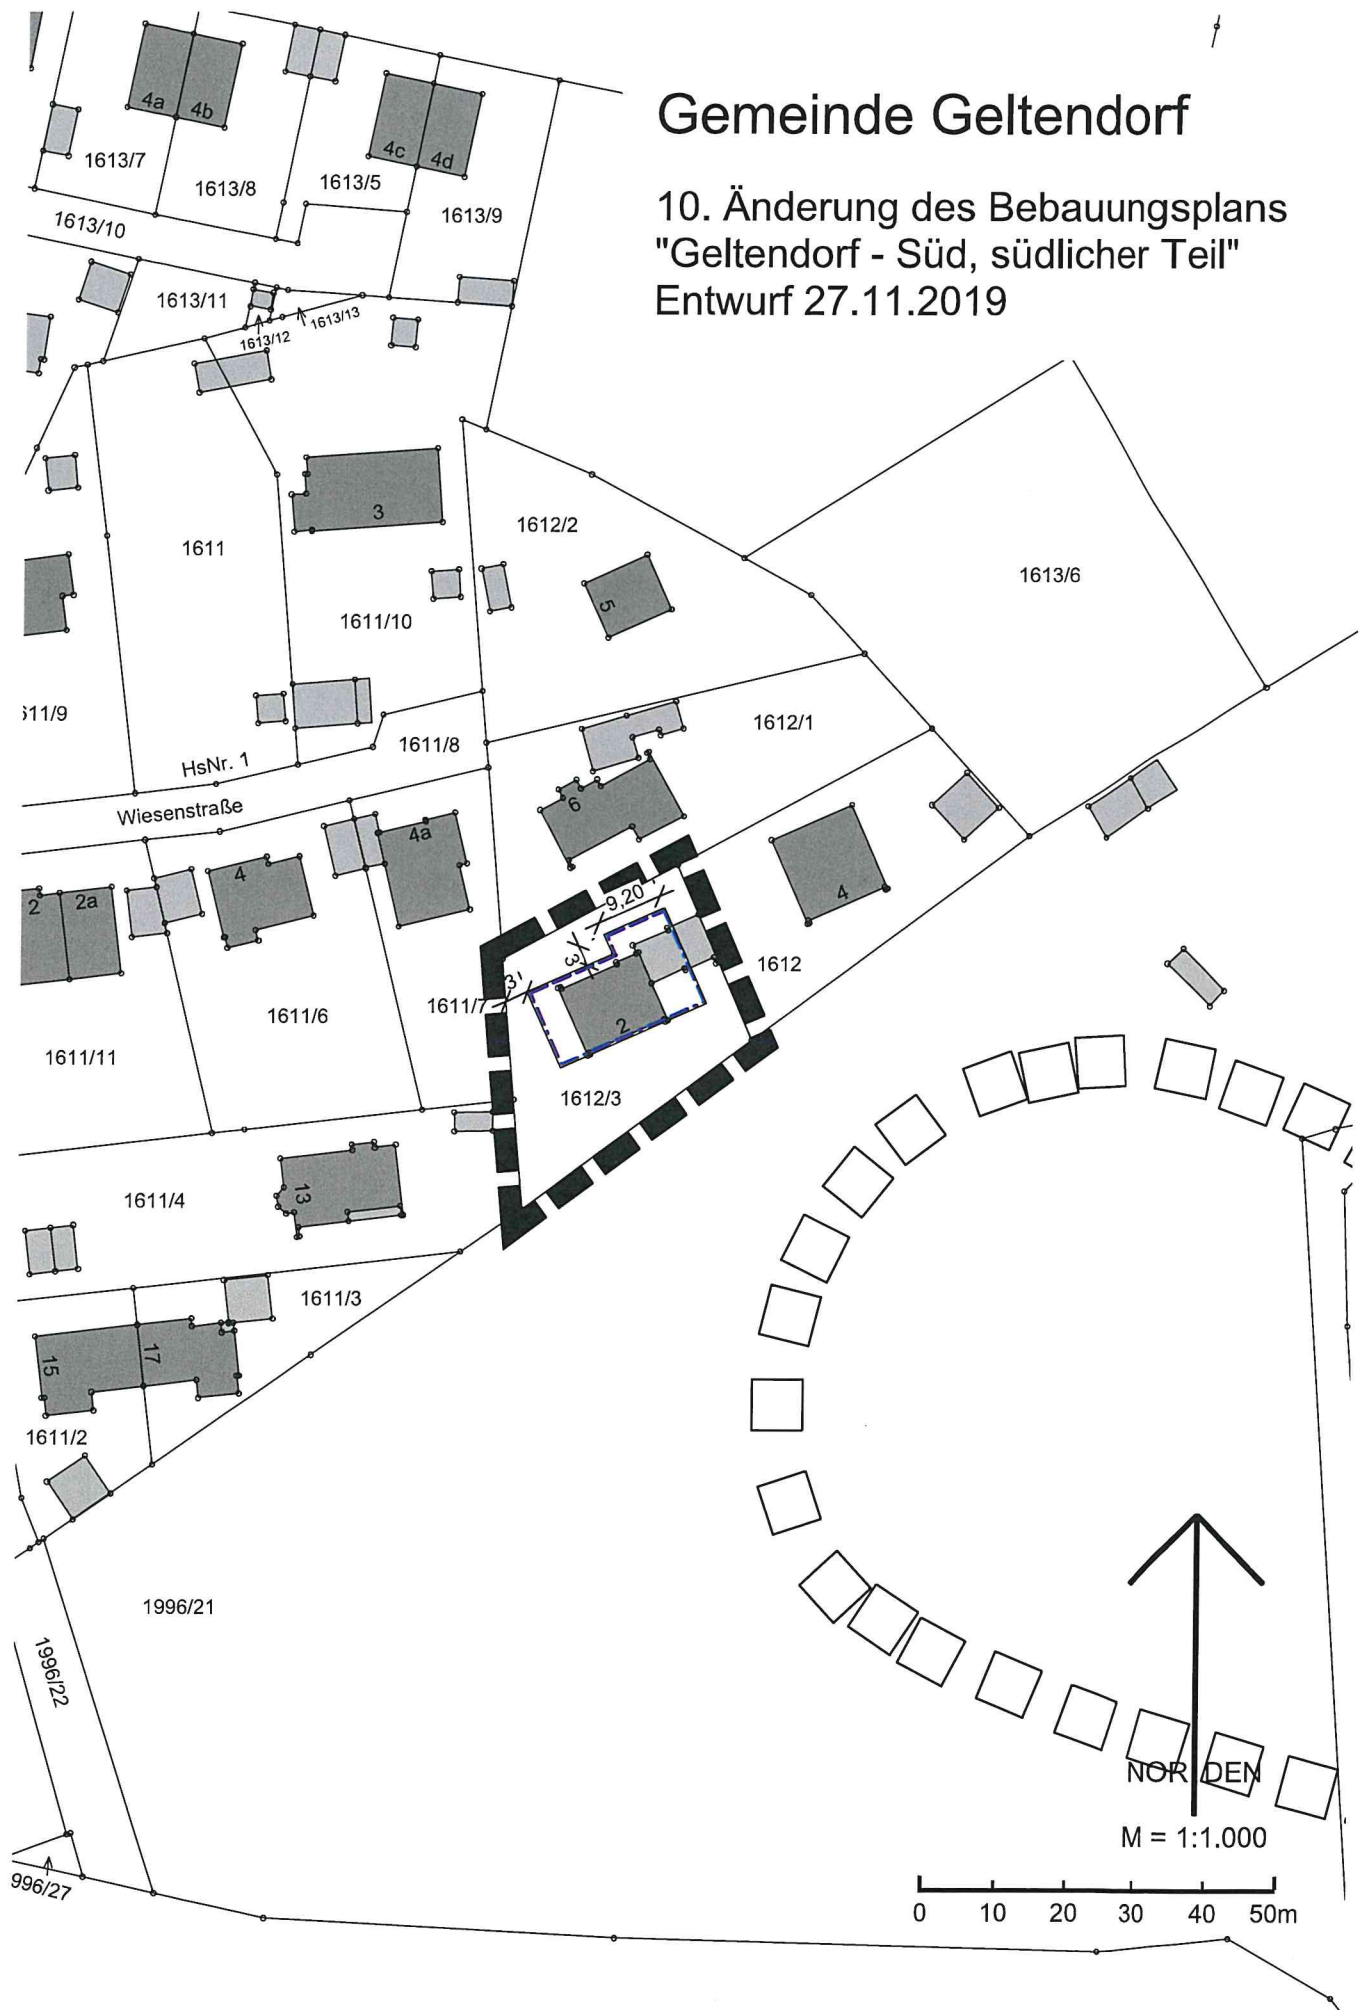 Gemeinde Geltendorf
10. Änderung des Bebauungsplans
"Geltendorf - Süd, südlicher Teil"
Entwurf 27.11.2019
4a
4b
4c
4d
1613/7
1613/8
1613/5
1613/9
1613/10
1613/11
1613/12
1613/13
3
1611
1612/2
5
1613/6
1611/10
611/9
1612/1
1611/8
HsNr. 1
Wiesenstraße
6
4a
4
2
2a
4
9,20
3
3
1612
1611/7
1611/6
2
1611/11
1612/3
13
1611/4
1611/3
15
17
1611/2
1996/21
1996/22
NORDEN
M = 1:1.000
996/27
0 10 20 30 40 50m